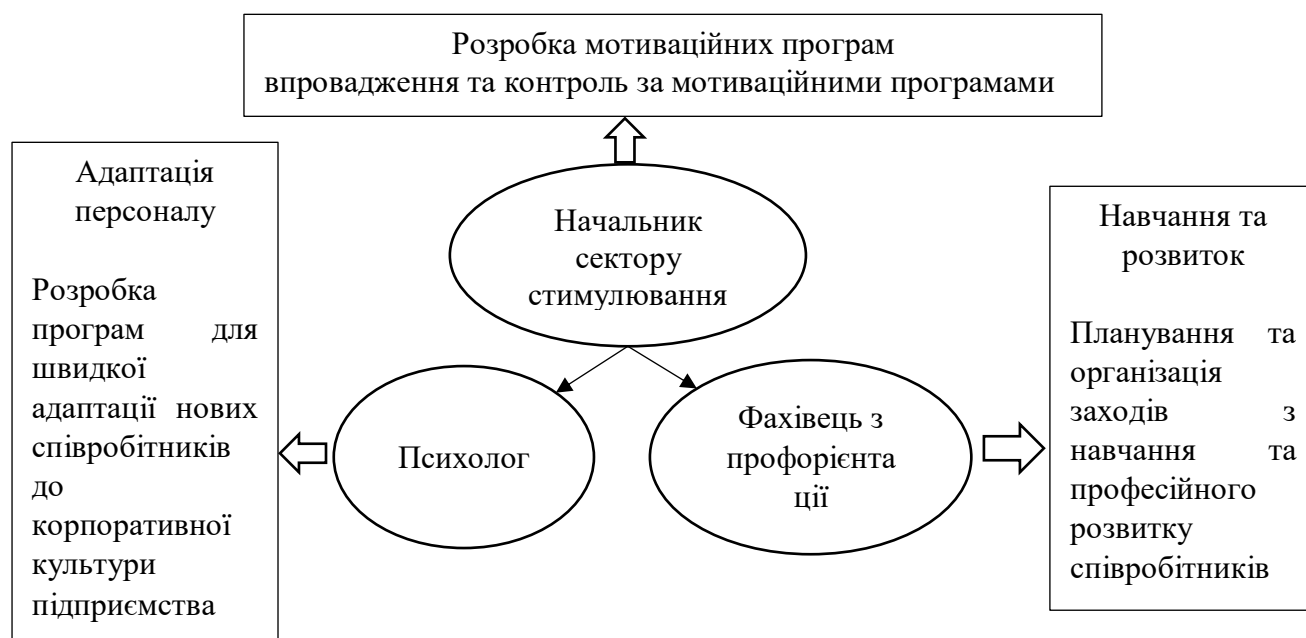 Розробка мотиваційних програм
впровадження та контроль за мотиваційними програмами
Адаптація
персоналу
Розробка
програм для
швидкої
адаптації нових
співробітників
до
корпоративної
культури
підприємства
Начальник
сектору
стимулювання
Психолог
Фахівець з
профорієнта
ції
Навчання та
розвиток
Планування та
організація
заходів з
навчання та
професійного
розвитку
співробітників